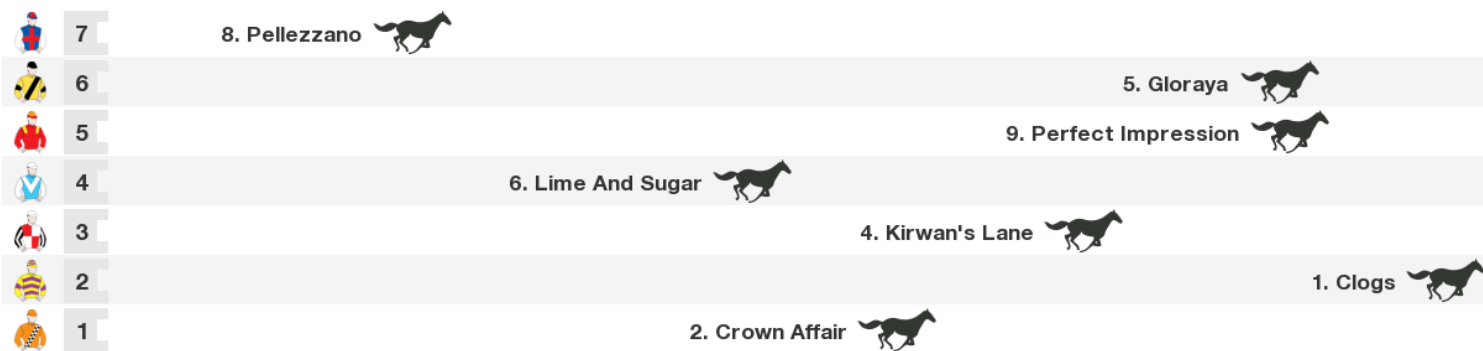 7 8. Pellezzano
6 5. Gloraya
5 9. Perfect Impression
4 6. Lime And Sugar
3 4. Kirwan's Lane
2 1. Clogs
1 2. Crown Affair